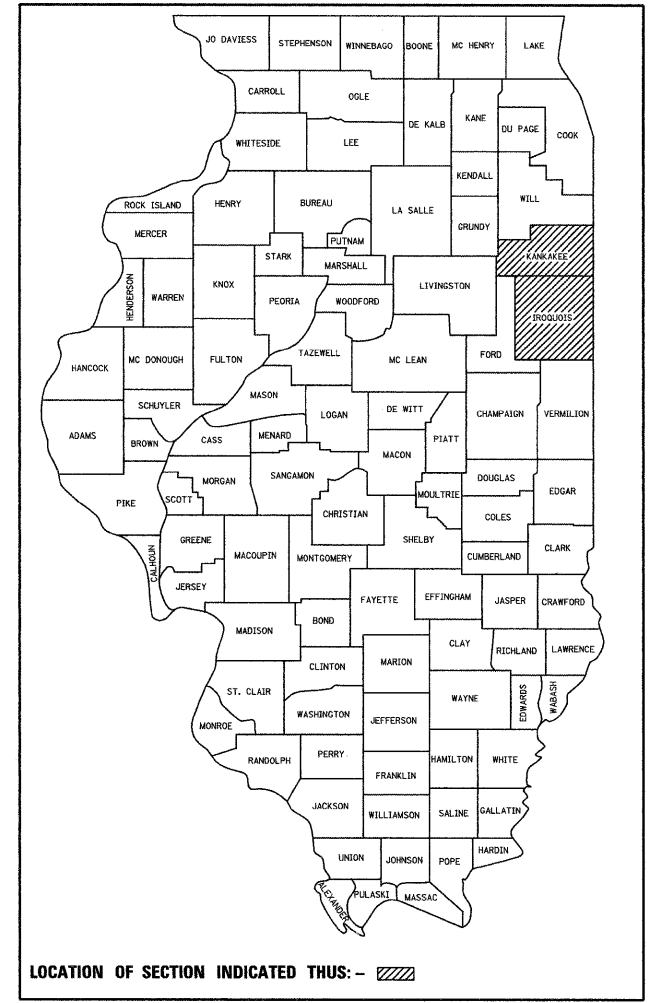 JO DAVIESS
STEPHENSON
WINNEBAGO
BOONE
MC HENRY
LAKE
CARROLL
OGLE
DE KALB
KANE
DU PAGE
COOK
WHITESIDE
LEE
KENDALL
WILL
ROCK ISLAND
HENRY
BUREAU
LA SALLE
GRUNDY
MERCER
PUTNAM
STARK
MARSHALL
KANKAKEE
HENDERSON
WARREN
KNOX
PEORIA
WOODFORD
LIVINGSTON
IROQUOIS
HANCOCK
MC DONOUGH
FULTON
TAZEWELL
MC LEAN
FORD
SCHUYLER
MASON
LOGAN
DE WITT
CHAMPAIGN
VERMILION
ADAMS
BROWN
CASS
MENARD
MACON
PIATT
PIKE
SCOTT
MORGAN
SANGAMON
MOULTRIE
DOUGLAS
EDGAR
CHRISTIAN
COLES
GREENE
MACOUPIN
MONTGOMERY
SHELBY
CUMBERLAND
CLARK
CALHOUN
JERSEY
FAYETTE
EFFINGHAM
JASPER
CRAWFORD
MADISON
BOND
CLAY
RICHLAND
LAWRENCE
CLINTON
MARION
ST. CLAIR
WAYNE
EDWARDS
WABASH
MONROE
WASHINGTON
JEFFERSON
RANDOLPH
PERRY
HAMILTON
WHITE
FRANKLIN
JACKSON
WILLIAMSON
SALINE
GALLATIN
UNION
JOHNSON
POPE
HARDIN
ALEXANDER
PULASKI
MASSAC
LOCATION OF SECTION INDICATED THUS: –